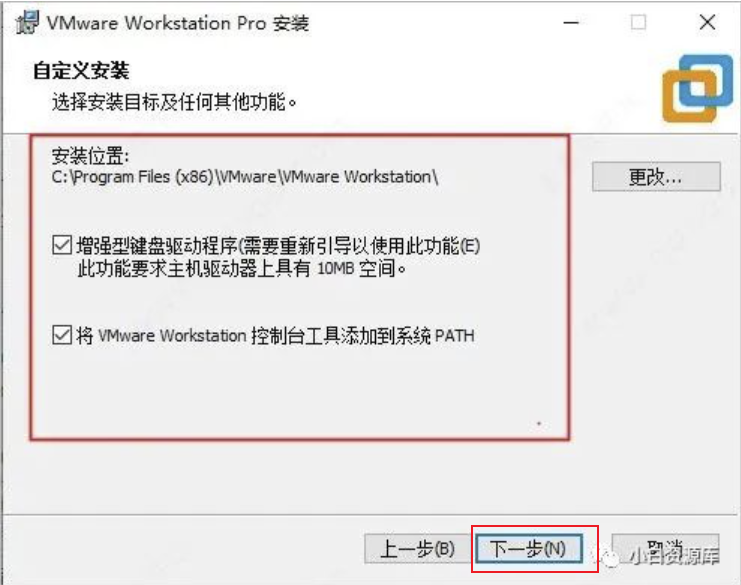 VMware Workstation Pro 安装
自定义安装
选择安装目标及任何其他功能。
安装位置:
C:\Program Files (x86)\VMware\VMware Workstation\
更改...
增强型键盘驱动程序(需要重新引导以使用此功能(E)
此功能要求主机驱动器上具有 10MB 空间。
将 VMware Workstation 控制台工具添加到系统 PATH
上一步(B)
下一步(N)
取消
小白资源库